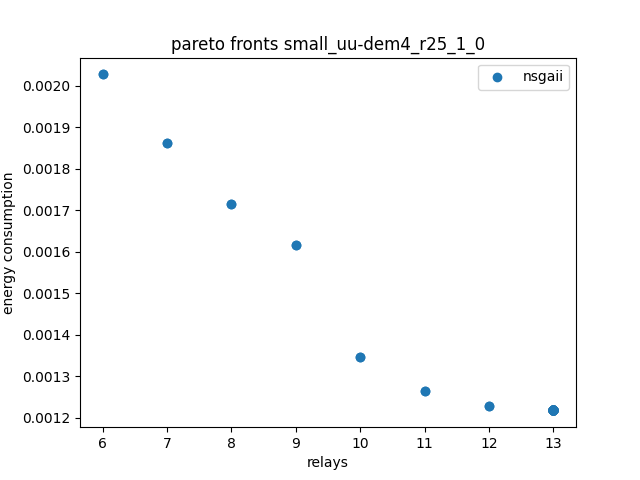 pareto fronts small_uu-dem4_r25_1_0
nsgaii
0.0020
0.0019
0.0018
0.0017
0.0016
0.0015
0.0014
0.0013
0.0012
energy consumption
6 7 8 9 10 11 12 13
relays